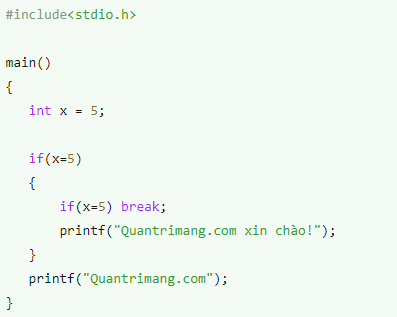 #include<stdio.h>
main()
{
int x = 5;
if(x=5)
{
if(x=5) break;
printf("Quantrimang.com xin chào!");
}
printf("Quantrimang.com");
}